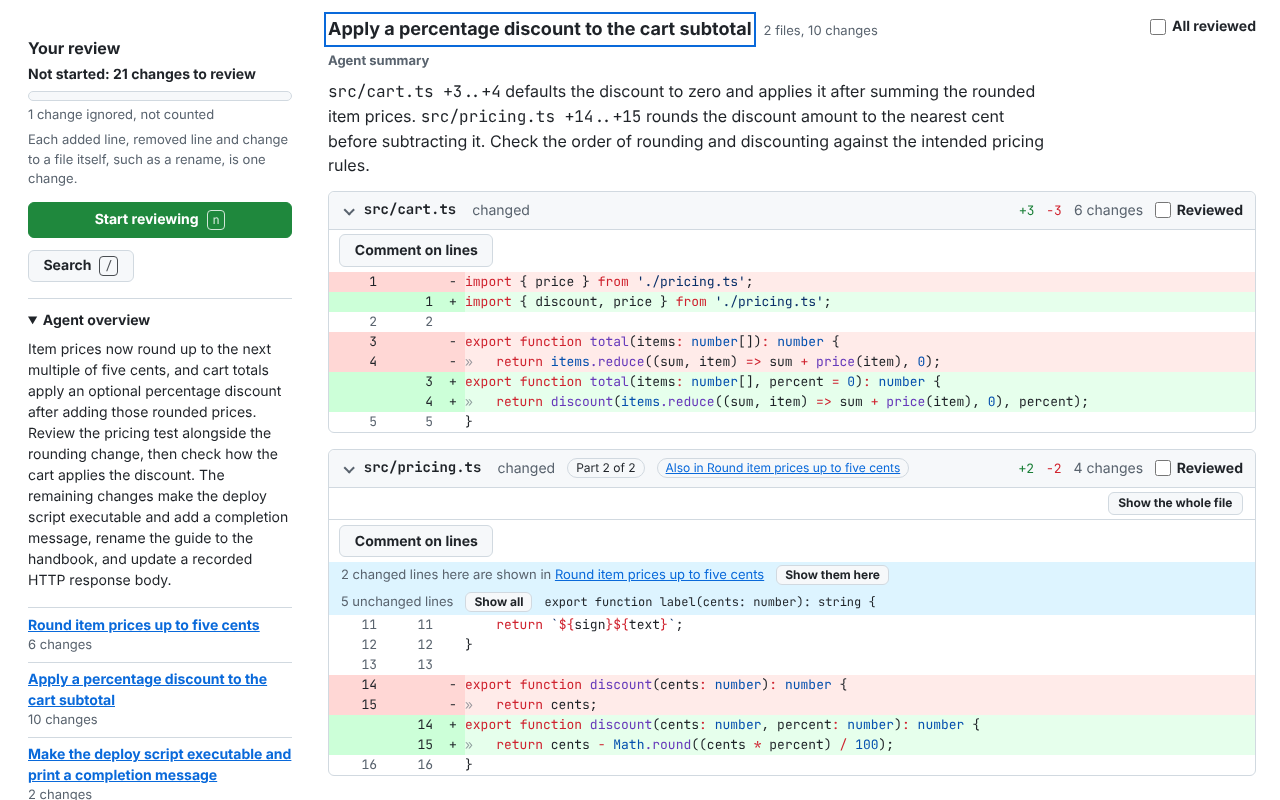 Your review
Not started: 21 changes to review
1 change ignored, not counted
Each added line, removed line and change
to a file itself, such as a rename, is one
change.
Start reviewing n
Search /
Agent overview
Item prices now round up to the next
multiple of five cents, and cart totals
apply an optional percentage discount
after adding those rounded prices.
Review the pricing test alongside the
rounding change, then check how the
cart applies the discount. The
remaining changes make the deploy
script executable and add a completion
message, rename the guide to the
handbook, and update a recorded
HTTP response body.
Round item prices up to five cents
6 changes
Apply a percentage discount to the
cart subtotal
10 changes
Make the deploy script executable and
print a completion message
2 changes
Apply a percentage discount to the cart subtotal 2 files, 10 changes All reviewed
Agent summary
src/cart.ts +3..+4 defaults the discount to zero and applies it after summing the rounded
item prices. src/pricing.ts +14..+15 rounds the discount amount to the nearest cent
before subtracting it. Check the order of rounding and discounting against the intended pricing
rules.
src/cart.ts changed +3 -3 6 changes Reviewed
Comment on lines
1 - import { price } from './pricing.ts';
1 + import { discount, price } from './pricing.ts';
2 2
3 - export function total(items: number[]): number {
4 - » return items.reduce((sum, item) => sum + price(item), 0);
3 + export function total(items: number[], percent = 0): number {
4 + » return discount(items.reduce((sum, item) => sum + price(item), 0), percent);
5 5 }
src/pricing.ts changed Part 2 of 2 Also in Round item prices up to five cents +2 -2 4 changes Reviewed
Show the whole file
Comment on lines
2 changed lines here are shown in Round item prices up to five cents Show them here
5 unchanged lines Show all export function label(cents: number): string {
11 11 return `${sign}${text}`;
12 12 }
13 13
14 - export function discount(cents: number): number {
15 - » return cents;
14 + export function discount(cents: number, percent: number): number {
15 + » return cents - Math.round((cents * percent) / 100);
16 16 }